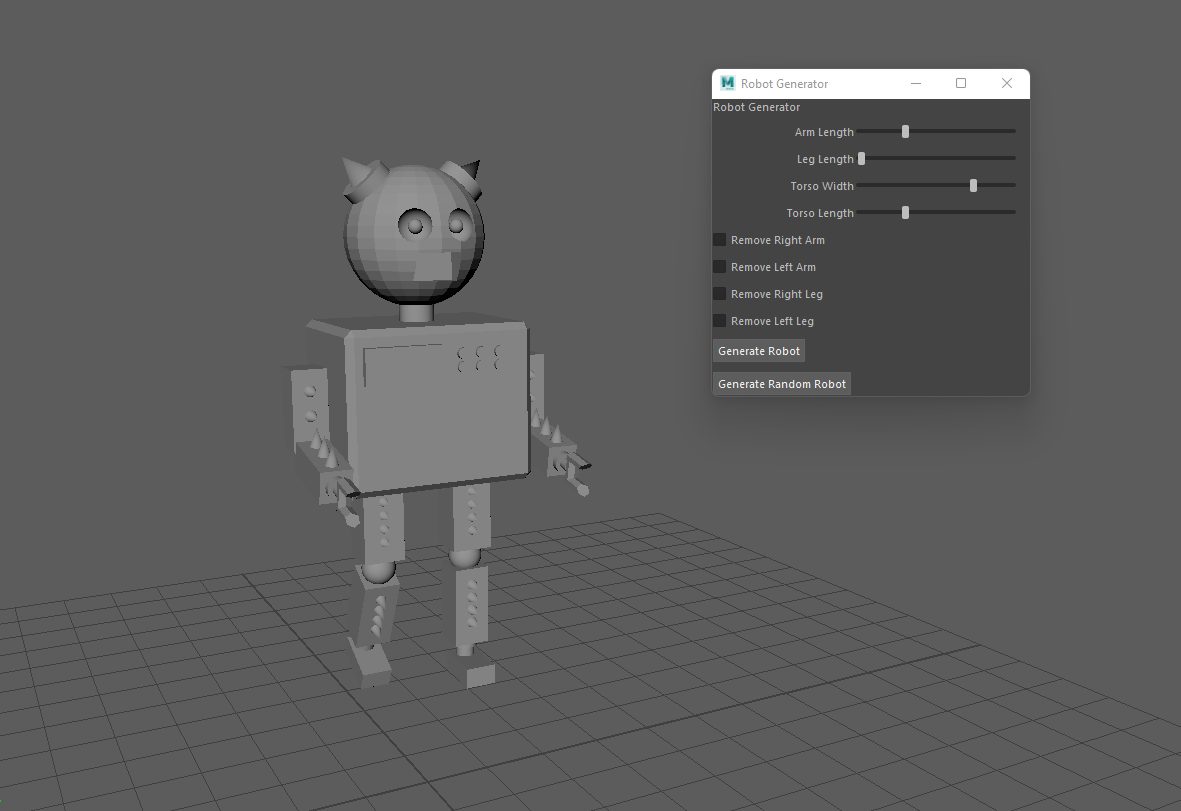 Robot Generator
Robot Generator
Arm Length
Leg Length
Torso Width
Torso Length
Remove Right Arm
Remove Left Arm
Remove Right Leg
Remove Left Leg
Generate Robot
Generate Random Robot